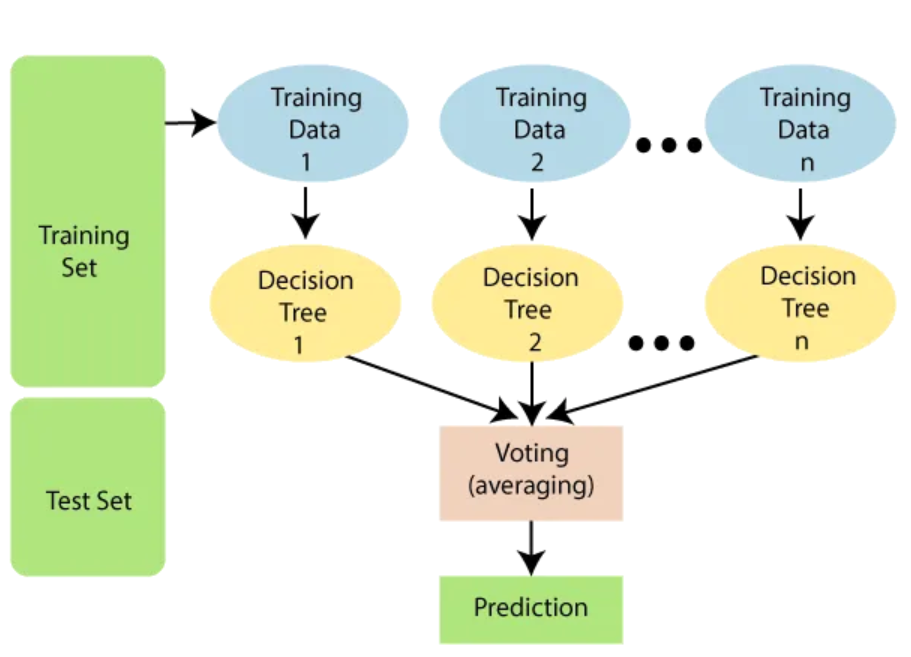 Training
Set
Test Set
Training
Data
1
Training
Data
2
Training
Data
n
Decision
Tree
1
Decision
Tree
2
Decision
Tree
n
Voting
(averaging)
Prediction